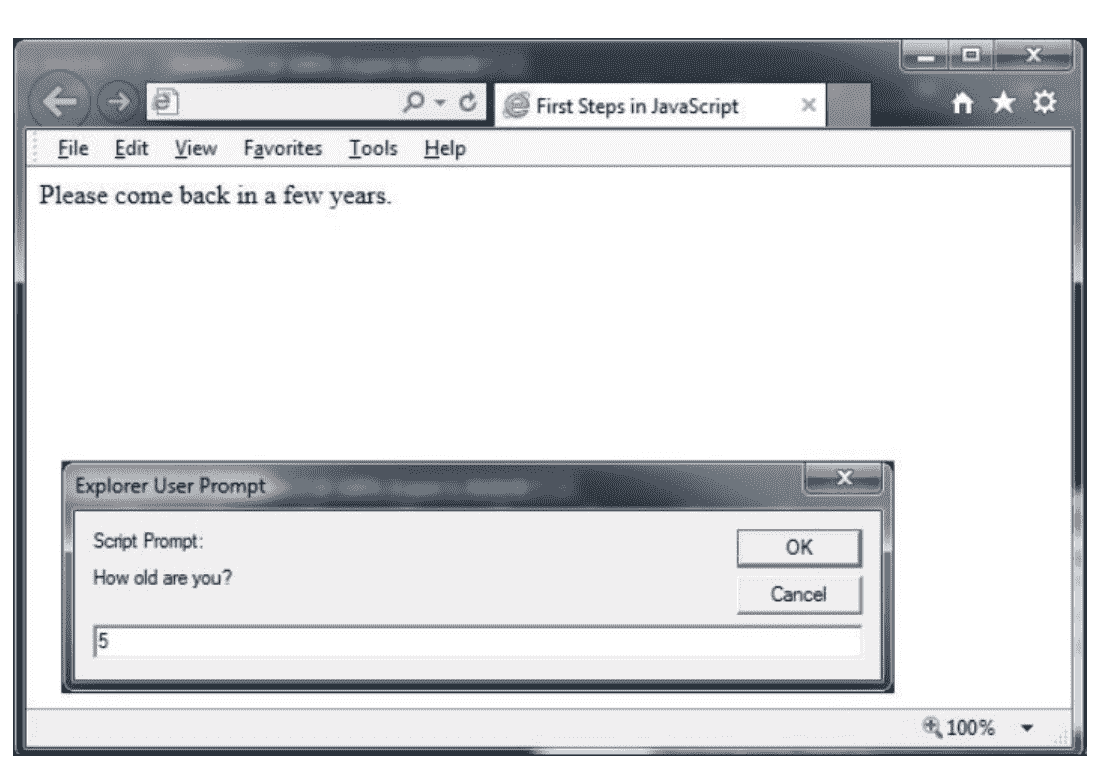 First Steps in JavaScript
File Edit View Favorites Tools Help
Please come back in a few years.
Explorer User Prompt
Script Prompt:
OK
How old are you?
Cancel
5
100%